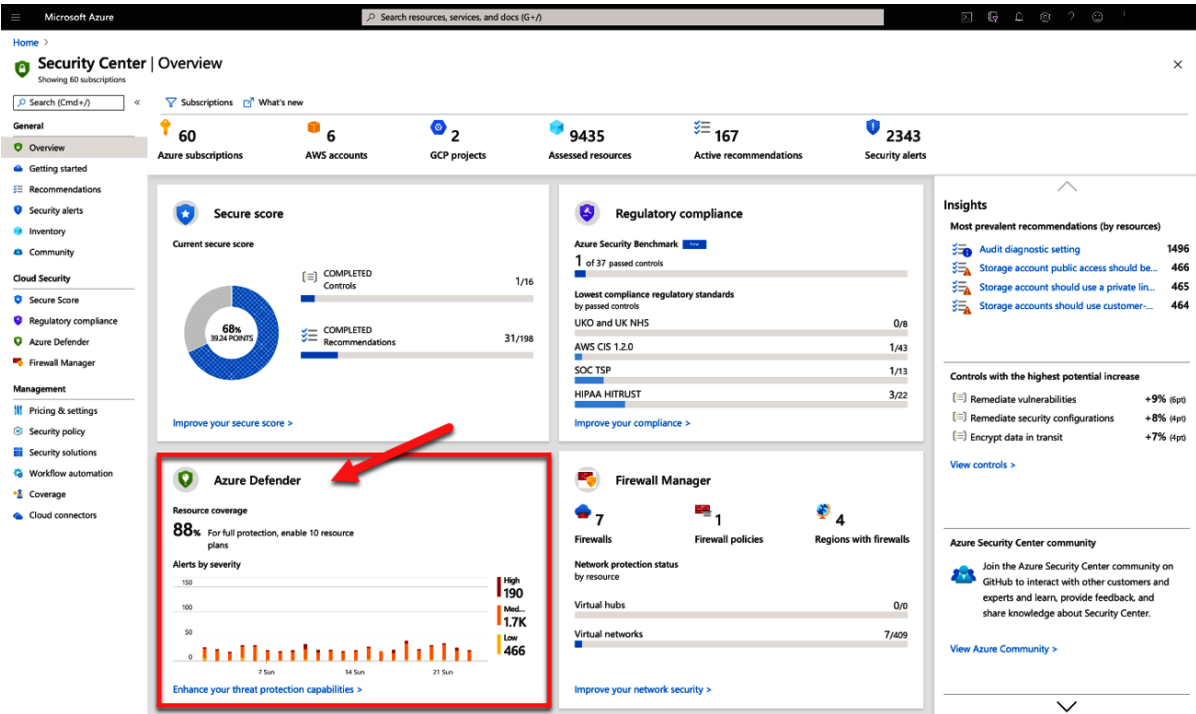 Microsoft Azure
Search resources, services, and docs (G+/)
Home >
Security Center | Overview
Showing 60 subscriptions
Search (Cmd+/)
«
General
Overview
Getting started
Recommendations
Security alerts
Inventory
Community
Cloud Security
Secure Score
Regulatory compliance
Azure Defender
Firewall Manager
Management
Pricing & settings
Security policy
Security solutions
Workflow automation
Coverage
Cloud connectors
Subscriptions What's new
60
Azure subscriptions
6
AWS accounts
2
GCP projects
9435
Assessed resources
167
Active recommendations
2343
Security alerts
Secure score
Current secure score
68%
39.24 POINTS
COMPLETED
Controls
1/16
COMPLETED
Recommendations
31/198
Improve your secure score >
Regulatory compliance
Azure Security Benchmark
1 of 37 passed controls
Lowest compliance regulatory standards
by passed controls
UKO and UK NHS 0/8
AWS CIS 1.2.0 1/43
SOC TSP 1/13
HIPAA HITRUST 3/22
Improve your compliance >
Azure Defender
Resource coverage
88% For full protection, enable 10 resource
plans
Alerts by severity
150
100
50
0
7 Sun 14 Sun 21 Sun
High
190
Med...
1.7K
Low
466
Enhance your threat protection capabilities >
Firewall Manager
7
Firewalls
1
Firewall policies
4
Regions with firewalls
Network protection status
by resource
Virtual hubs 0/0
Virtual networks 7/409
Improve your network security >
Insights
Most prevalent recommendations (by resources)
Audit diagnostic setting 1496
Storage account public access should be... 466
Storage account should use a private lin... 465
Storage accounts should use customer-... 464
Controls with the highest potential increase
Remediate vulnerabilities +9% (6pt)
Remediate security configurations +8% (4pt)
Encrypt data in transit +7% (4pt)
View controls >
Azure Security Center community
Join the Azure Security Center community on
GitHub to interact with other customers and
experts and learn, provide feedback, and
share knowledge about Security Center.
View Azure Community >